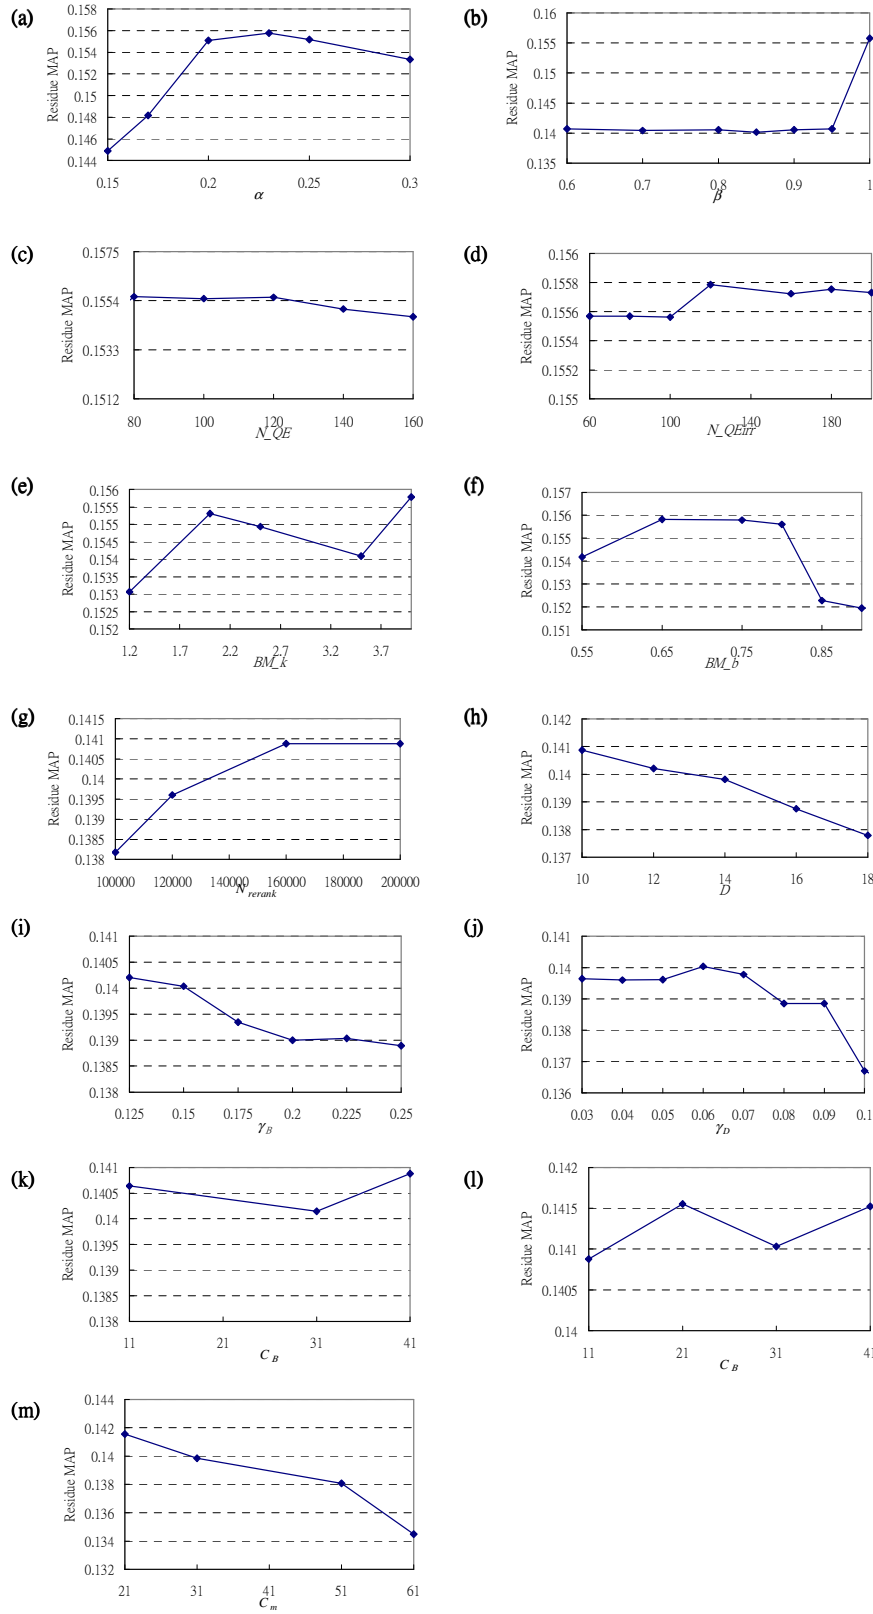 (a)
Residue MAP
0.158
0.156
0.154
0.152
0.15
0.148
0.146
0.144
0.15 0.2 0.25 0.3
α
(b)
Residue MAP
0.16
0.155
0.15
0.145
0.14
0.135
0.6 0.7 0.8 0.9 1
β
(c)
Residue MAP
0.1575
0.1554
0.1533
0.1512
80 100 120 140 160
N_QE
(d)
Residue MAP
0.156
0.1558
0.1556
0.1554
0.1552
0.155
60 100 140 180
N_QEirr
(e)
Residue MAP
0.156
0.1555
0.155
0.1545
0.154
0.1535
0.153
0.1525
0.152
1.2 1.7 2.2 2.7 3.2 3.7
BM_k
(f)
Residue MAP
0.157
0.156
0.155
0.154
0.153
0.152
0.151
0.55 0.65 0.75 0.85
BM_b
(g)
Residue MAP
0.1415
0.141
0.1405
0.14
0.1395
0.139
0.1385
0.138
100000 120000 140000 160000 180000 200000
N rerank
(h)
Residue MAP
0.142
0.141
0.14
0.139
0.138
0.137
10 12 14 16 18
D
(i)
Residue MAP
0.141
0.1405
0.14
0.1395
0.139
0.1385
0.138
0.125 0.15 0.175 0.2 0.225 0.25
γ B
(j)
Residue MAP
0.141
0.14
0.139
0.138
0.137
0.136
0.03 0.04 0.05 0.06 0.07 0.08 0.09 0.1
γ D
(k)
Residue MAP
0.141
0.1405
0.14
0.1395
0.139
0.1385
0.138
11 21 31 41
C B
(l)
Residue MAP
0.142
0.1415
0.141
0.1405
0.14
11 21 31 41
C B
(m)
Residue MAP
0.144
0.142
0.14
0.138
0.136
0.134
0.132
21 31 41 51 61
C m